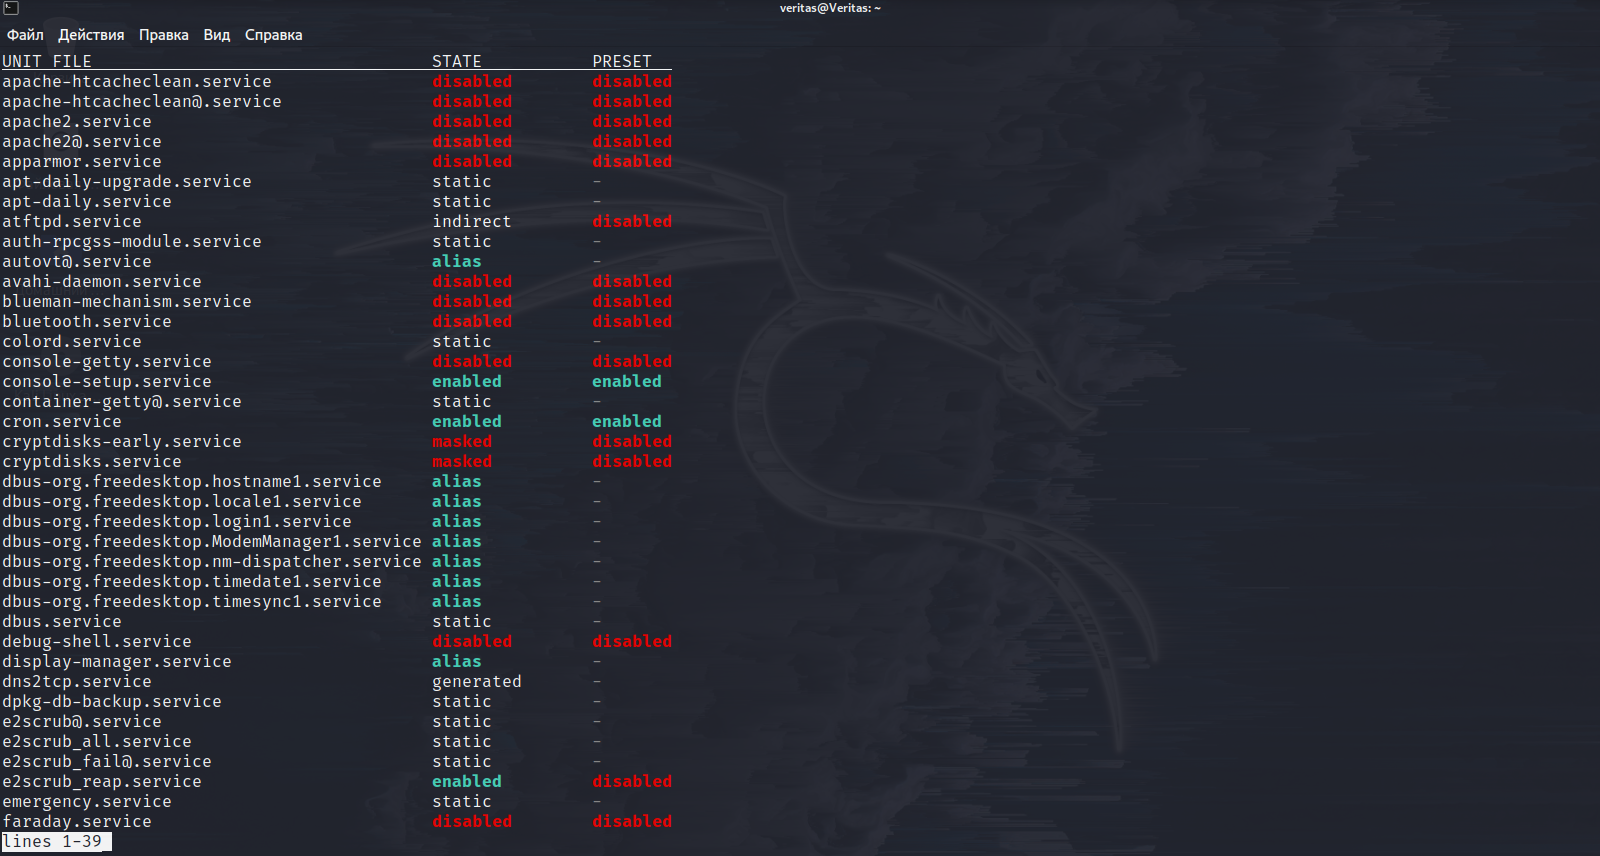 veritas@Veritas: ~
Файл Действия Правка Вид Справка
UNIT FILE STATE PRESET
apache-htcacheclean.service disabled disabled
apache-htcacheclean@.service disabled disabled
apache2.service disabled disabled
apache2@.service disabled disabled
apparmor.service disabled disabled
apt-daily-upgrade.service static -
apt-daily.service static -
atftpd.service indirect disabled
auth-rpcgss-module.service static -
autovt@.service alias -
avahi-daemon.service disabled disabled
blueman-mechanism.service disabled disabled
bluetooth.service disabled disabled
colord.service static -
console-getty.service disabled disabled
console-setup.service enabled enabled
container-getty@.service static -
cron.service enabled enabled
cryptdisks-early.service masked disabled
cryptdisks.service masked disabled
dbus-org.freedesktop.hostname1.service alias -
dbus-org.freedesktop.locale1.service alias -
dbus-org.freedesktop.login1.service alias -
dbus-org.freedesktop.ModemManager1.service alias -
dbus-org.freedesktop.nm-dispatcher.service alias -
dbus-org.freedesktop.timedate1.service alias -
dbus-org.freedesktop.timesync1.service alias -
dbus.service static -
debug-shell.service disabled disabled
display-manager.service alias -
dns2tcp.service generated -
dpkg-db-backup.service static -
e2scrub@.service static -
e2scrub_all.service static -
e2scrub_fail@.service static -
e2scrub_reap.service enabled disabled
emergency.service static -
faraday.service disabled disabled
lines 1-39